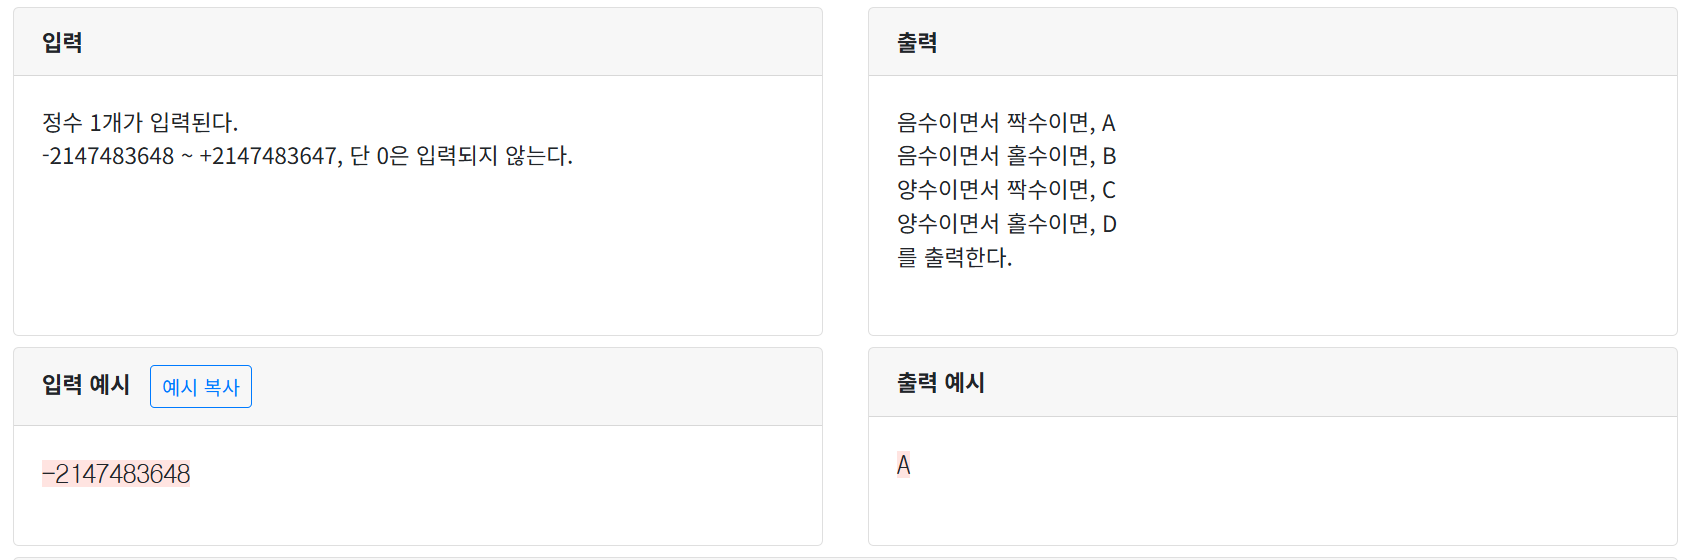 입력
정수 1개가 입력된다.
-2147483648 ~ +2147483647, 단 0은 입력되지 않는다.
출력
음수이면서 짝수이면, A
음수이면서 홀수이면, B
양수이면서 짝수이면, C
양수이면서 홀수이면, D
를 출력한다.
입력 예시 예시 복사
-2147483648
출력 예시
A